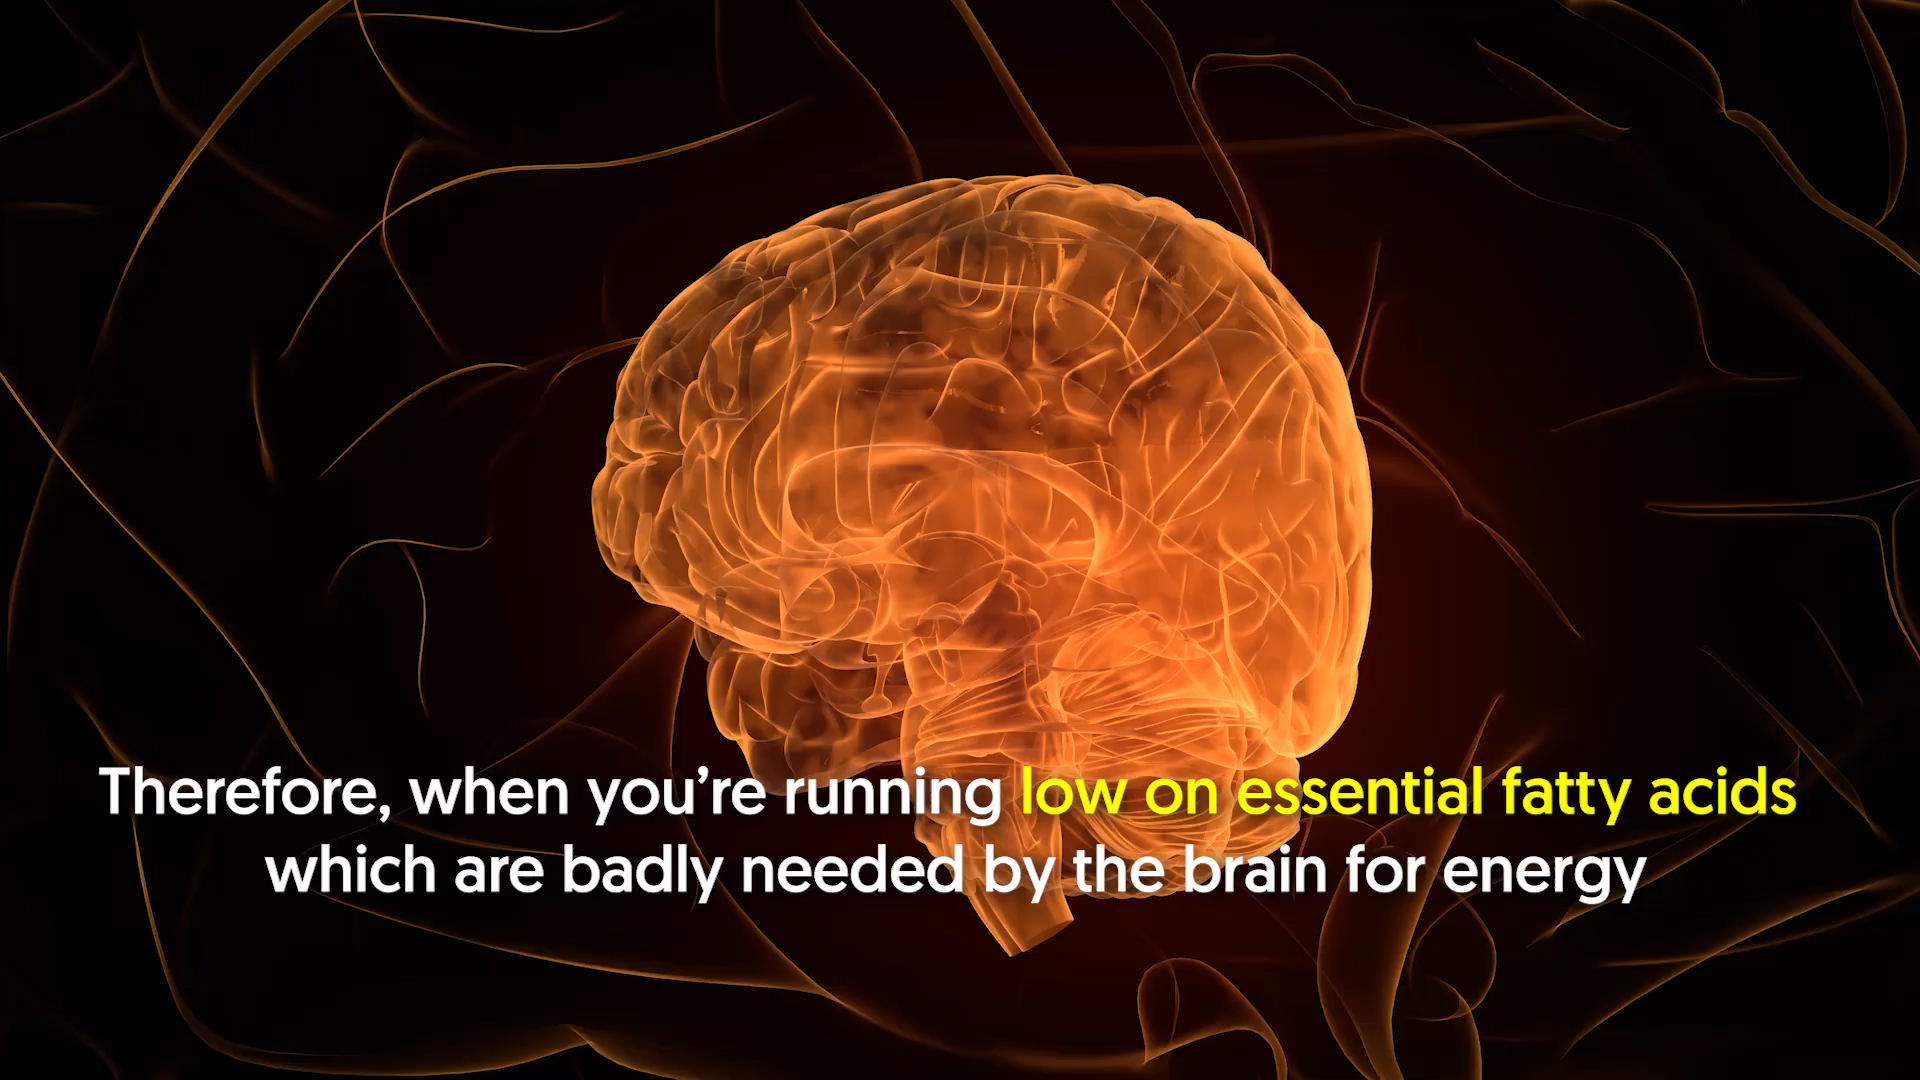 Therefore, when you’re running low on essential fatty acids
which are badly needed by the brain for energy